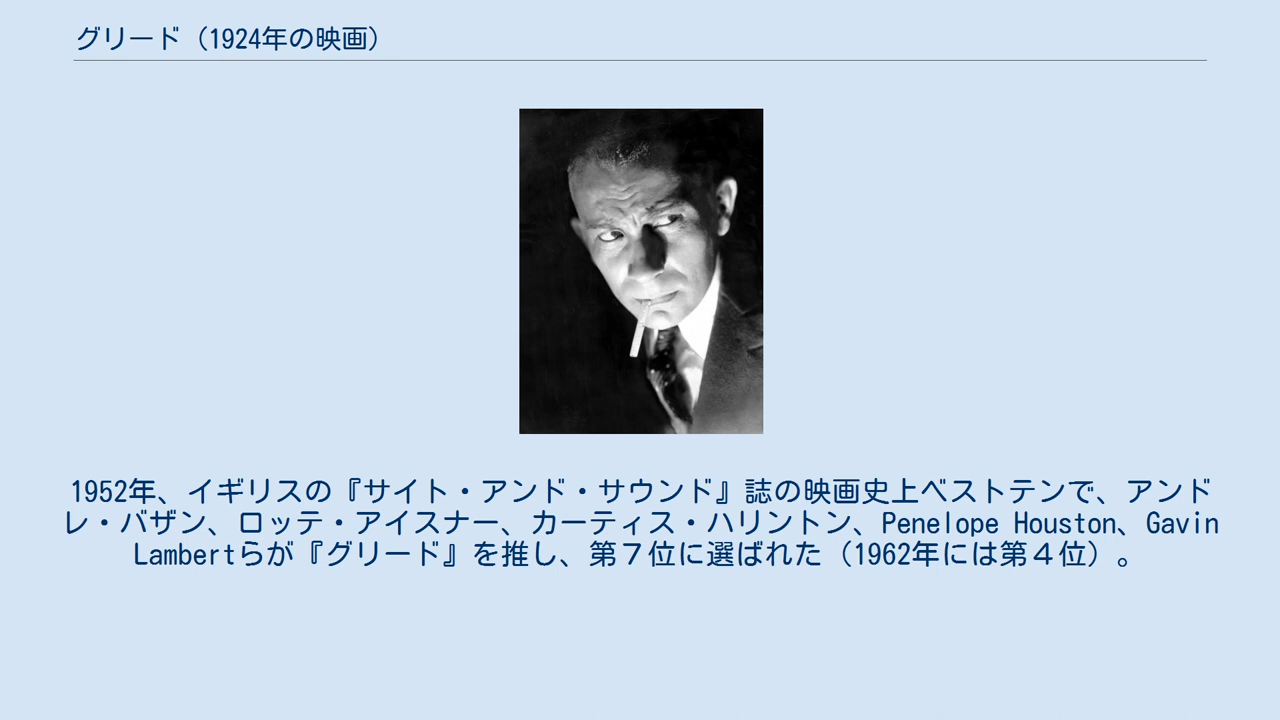 グリード（1924年の映画）
1952年、イギリスの『サイト・アンド・サウンド』誌の映画史上ベストテンで、アンド
レ・バザン、ロッテ・アイスナー、カーティス・ハリントン、Penelope Houston、Gavin
Lambertらが『グリード』を推し、第７位に選ばれた（1962年には第４位）。